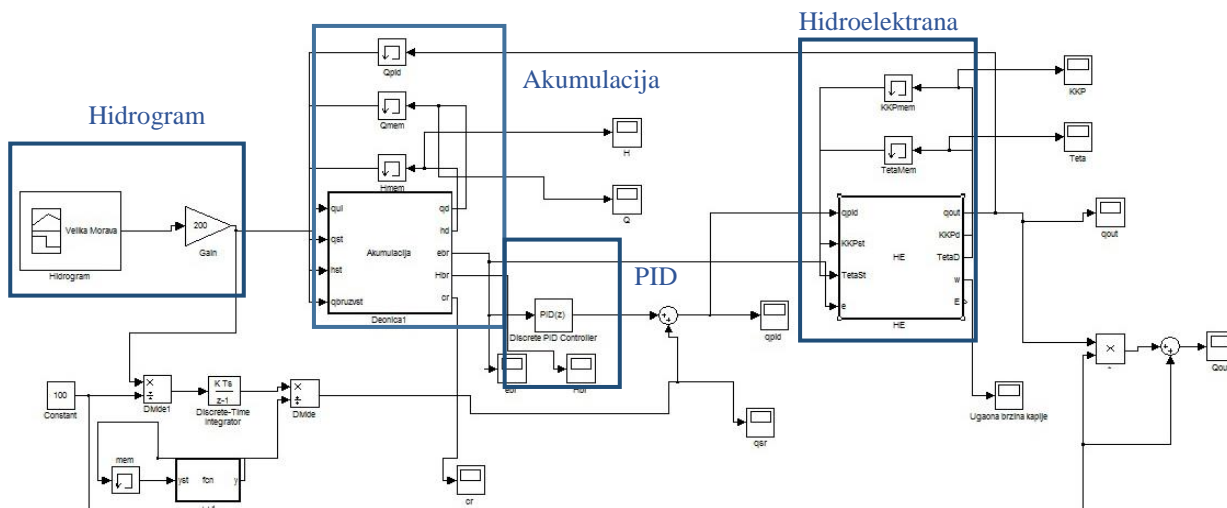 Hidroelektrana
Akumulacija
Hidrogram
PID
Qpid
Qmem
Hmem
KKPmem
TetaMem
KKP
Teta
H
Q
qout
Velika Morava
Hidrogram
200
Gain
qul
qst
hst
qbruzvst
Akumulacija
qd
hd
ebr
Hbr
cr
Deonica1
PID(z)
Discrete PID Controller
ebr
Hbr
+
+
qpid
qsr
qpid
KKPst
TetaSt
e
HE
qout
KKPd
TetaD
w
E
HE
Ugaona brzina kapije
×
-
+
+
Qout
100
Constant
×
÷
Divide1
K Ts
z-1
Discrete-Time
Integrator
×
÷
Divide
mem
yst
fcn
y
cr